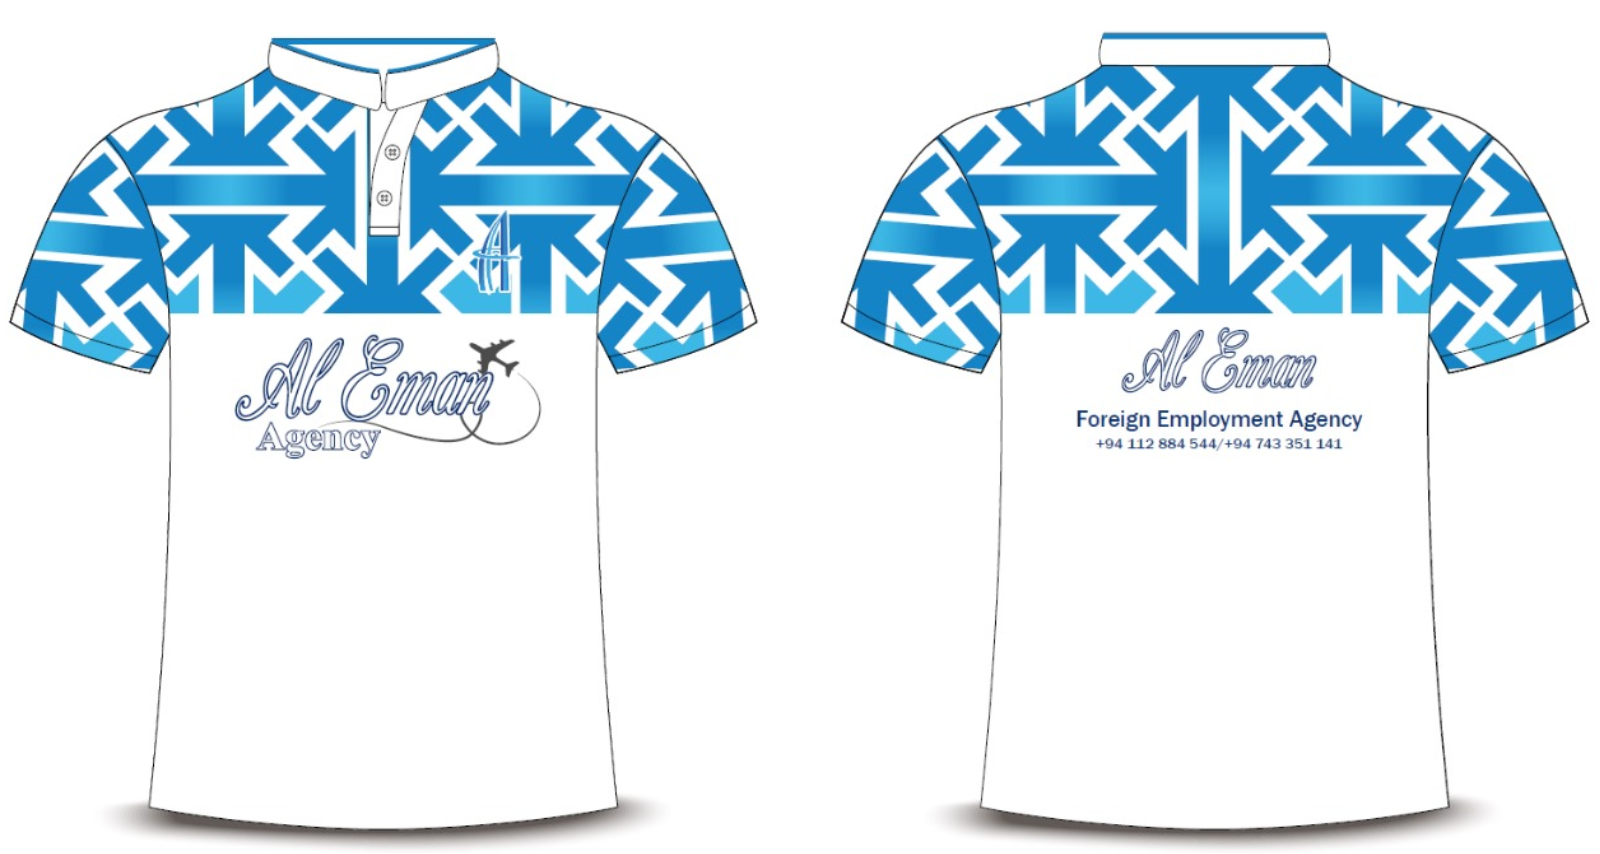 A
Al Eman
Agency
Al Eman
Foreign Employment Agency
+94 112 884 544/+94 743 351 141